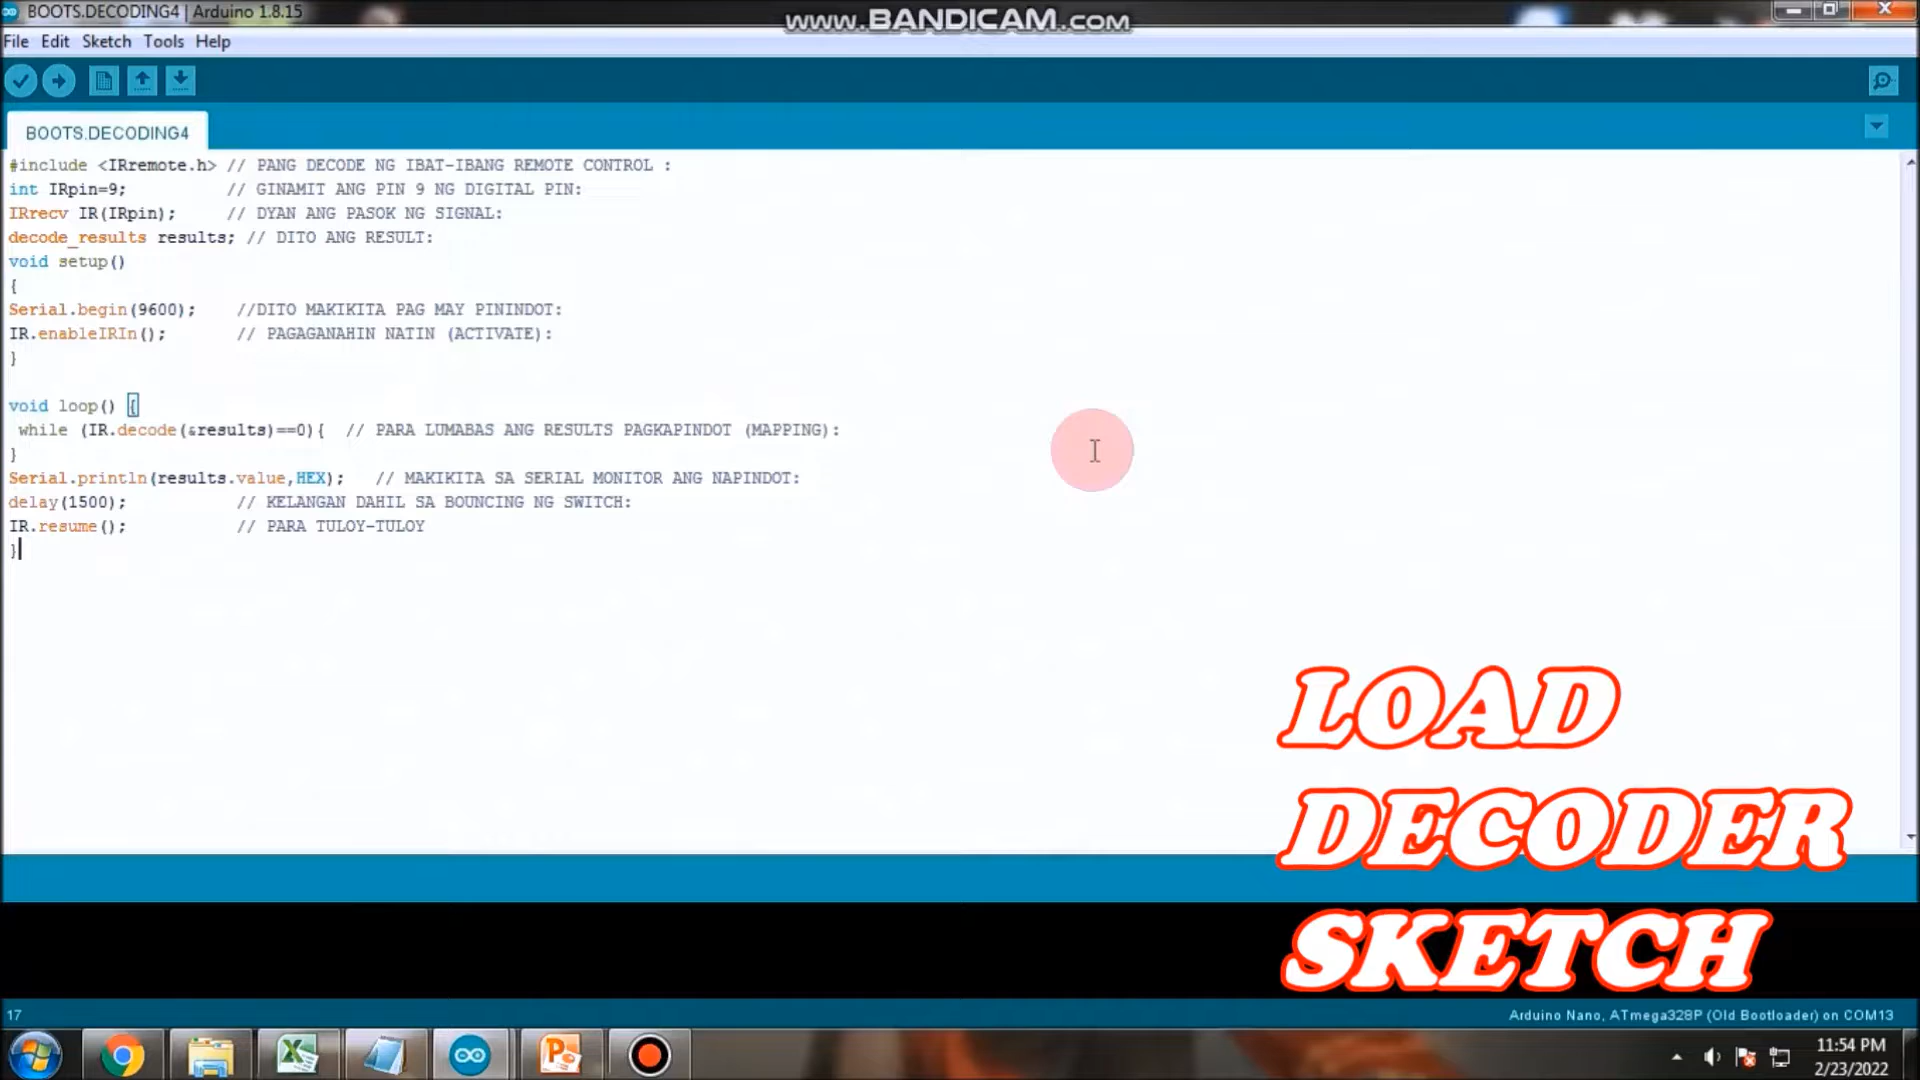 BOOTS.DECODING4 | Arduino 1.8.15
www.BANDICAM.com
File Edit Sketch Tools Help
BOOTS.DECODING4
#include <IRremote.h> // PANG DECODE NG IBAT-IBANG REMOTE CONTROL :
int IRpin=9; // GINAMIT ANG PIN 9 NG DIGITAL PIN:
IRrecv IR(IRpin); // DYAN ANG PASOK NG SIGNAL:
decode_results results; // DITO ANG RESULT:
void setup()
{
Serial.begin(9600); //DITO MAKIKITA PAG MAY PININDOT:
IR.enableIRIn(); // PAGAGANAHIN NATIN (ACTIVATE):
}
void loop() {
while (IR.decode(&results)==0){ // PARA LUMABAS ANG RESULTS PAGKAPINDOT (MAPPING):
}
Serial.println(results.value,HEX); // MAKIKITA SA SERIAL MONITOR ANG NAPINDOT:
delay(1500); // KELANGAN DAHIL SA BOUNCING NG SWITCH:
IR.resume(); // PARA TULOY-TULOY
}
LOAD
DECODER
SKETCH
17
Arduino Nano, ATmega328P (Old Bootloader) on COM13
11:54 PM
2/23/2022